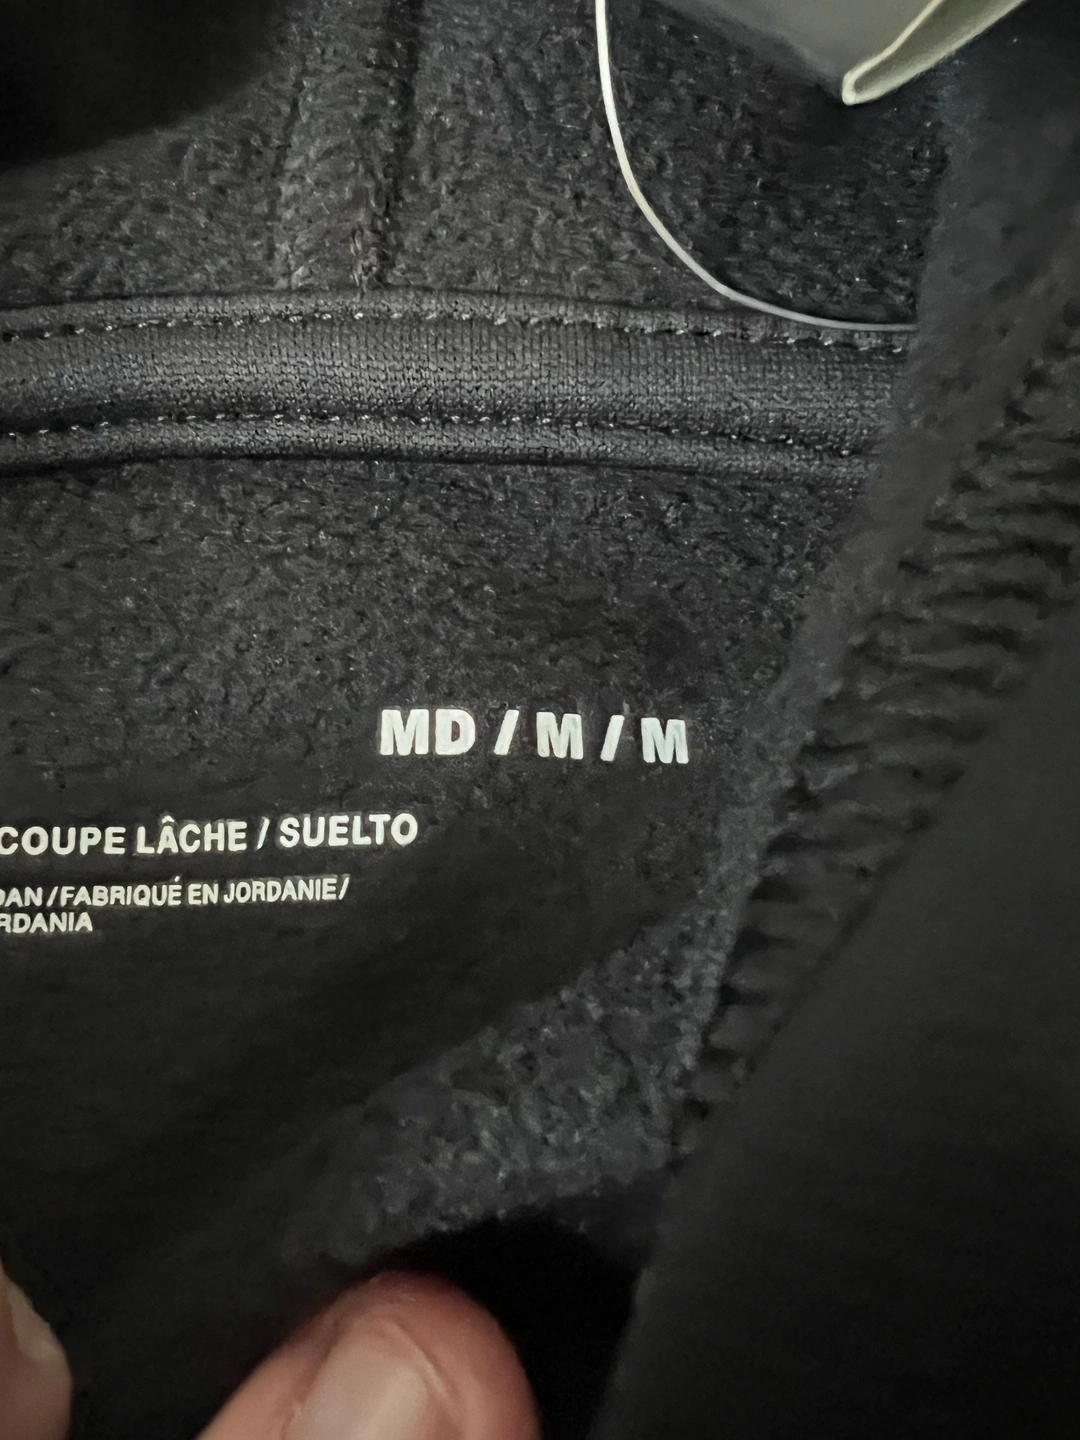 MD / M / M
COUPE LÂCHE / SUELTO
DAN / FABRIQUÉ EN JORDANIE /
RDANIA